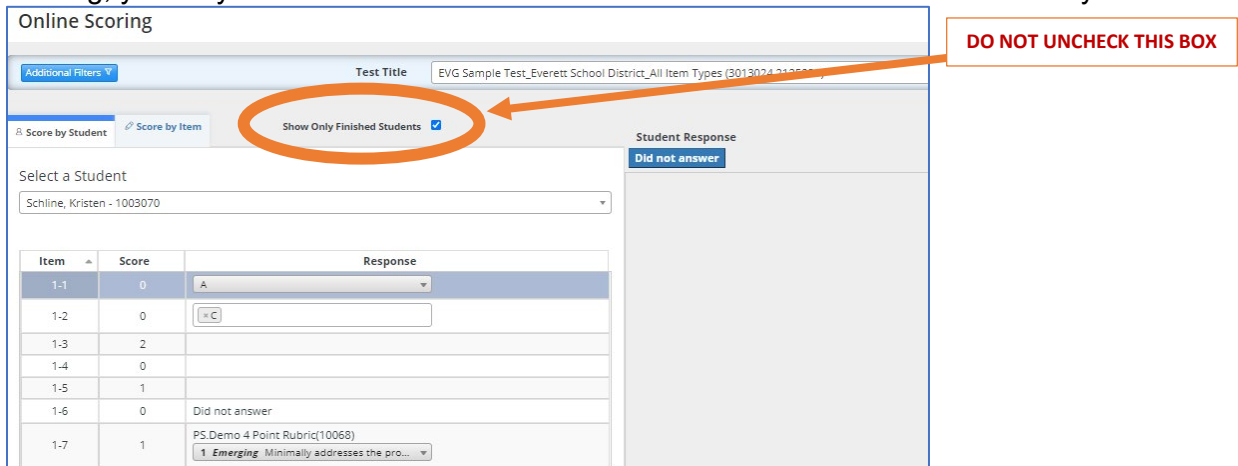 Online Scoring
DO NOT UNCHECK THIS BOX
Additional Filters
Test Title
EVG Sample Test_Everett School District_All Item Types (3013024
Score by Student
Score by Item
Show Only Finished Students
Student Response
Did not answer
Select a Student
Schline, Kristen - 1003070
Item Score Response
1-1 0 A
1-2 0 ×C
1-3 2
1-4 0
1-5 1
1-6 0 Did not answer
PS.Demo 4 Point Rubric(10068)
1-7 1
1 Emerging Minimally addresses the pro...